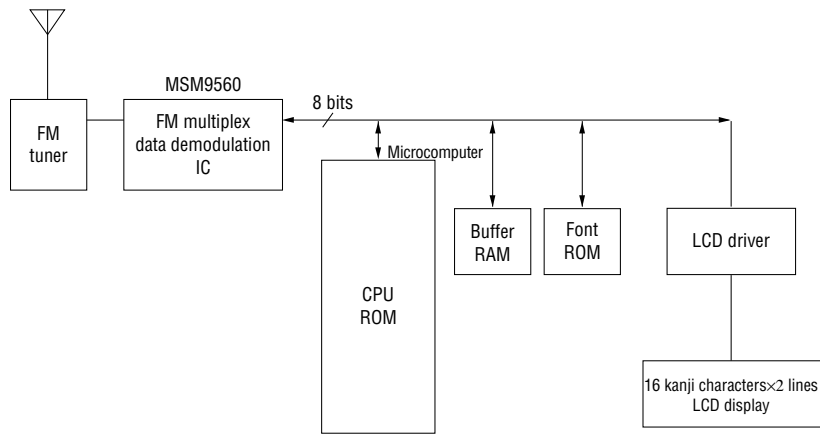 MSM9560
FM
tuner
FM multiplex
data demodulation
IC
8 bits
Microcomputer
CPU
ROM
Buffer
RAM
Font
ROM
LCD driver
16 kanji characters×2 lines
LCD display